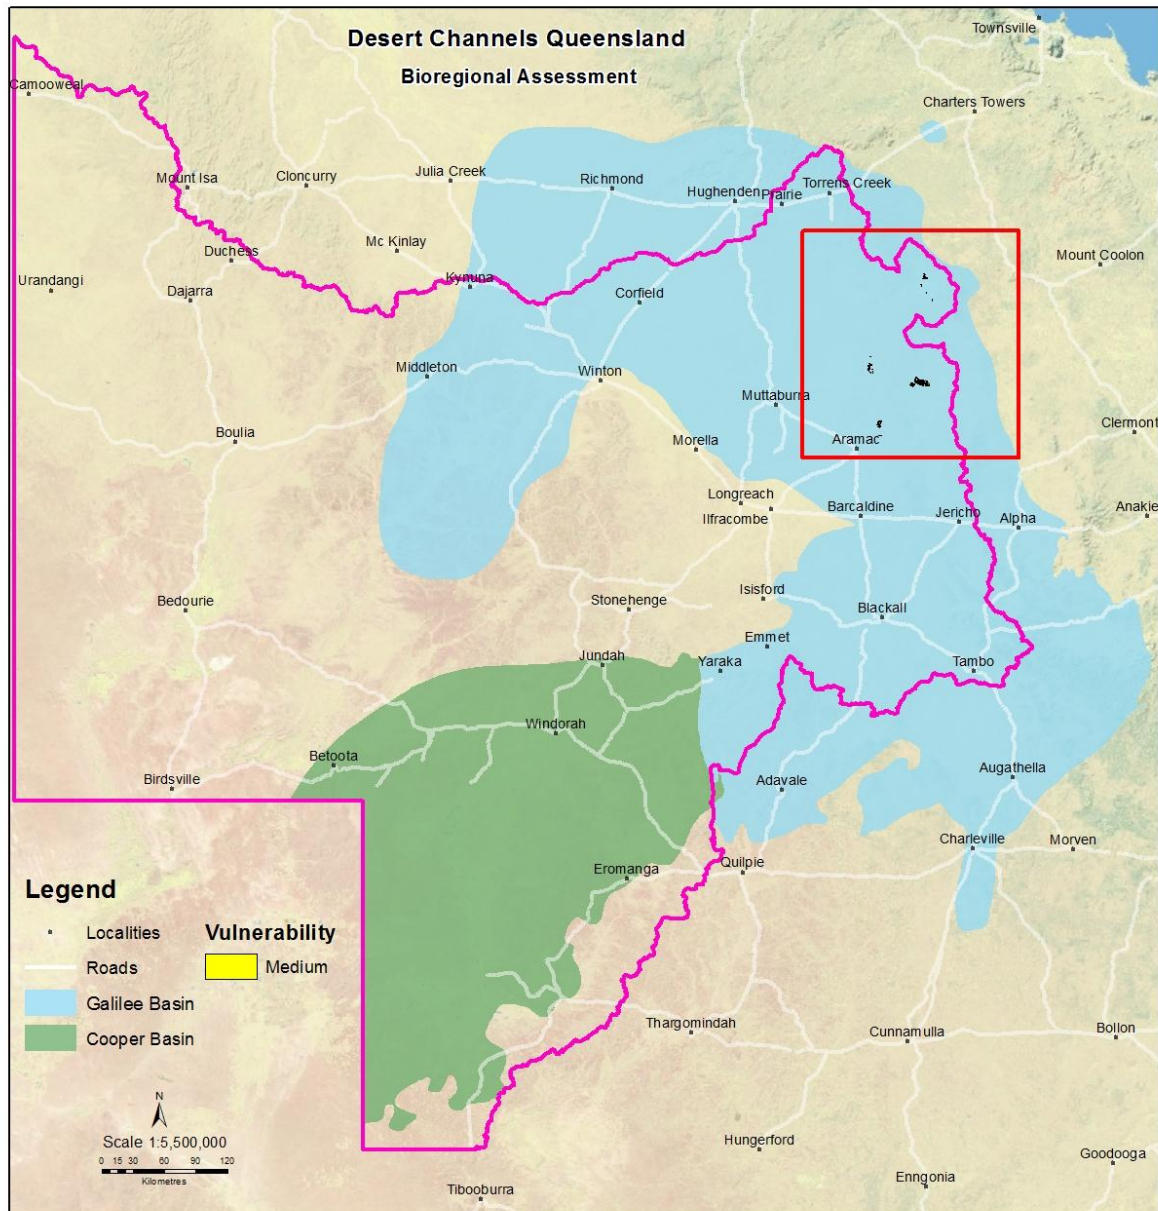 Desert Channels Queensland
Bioregional Assessment
Townsville
Camooweal
Charters Towers
Mount Isa
Cloncurry
Julia Creek
Richmond
Hughenden
Prairie
Torrens Creek
Mc Kinlay
Duchess
Mount Coolon
Urandangi
Dajarra
Kynuna
Corfield
Middleton
Winton
Muttaburra
Boulia
Morella
Aramac
Clermont
Longreach
Ilfracombe
Barcaldine
Jericho
Alpha
Anakie
Bedourie
Stonehenge
Isisford
Blackall
Emmet
Jundah
Yaraka
Tambo
Windorah
Betoota
Birdsville
Adavale
Augathella
Charleville
Morven
Eromanga
Quilpie
Legend
Localities
Roads
Galilee Basin
Cooper Basin
Vulnerability
Medium
Thargomindah
Cunnamulla
Bollon
N
Scale 1:5,500,000
0 15 30 60 90 120
Kilometres
Hungerford
Goodooga
Enngonia
Tibooburra